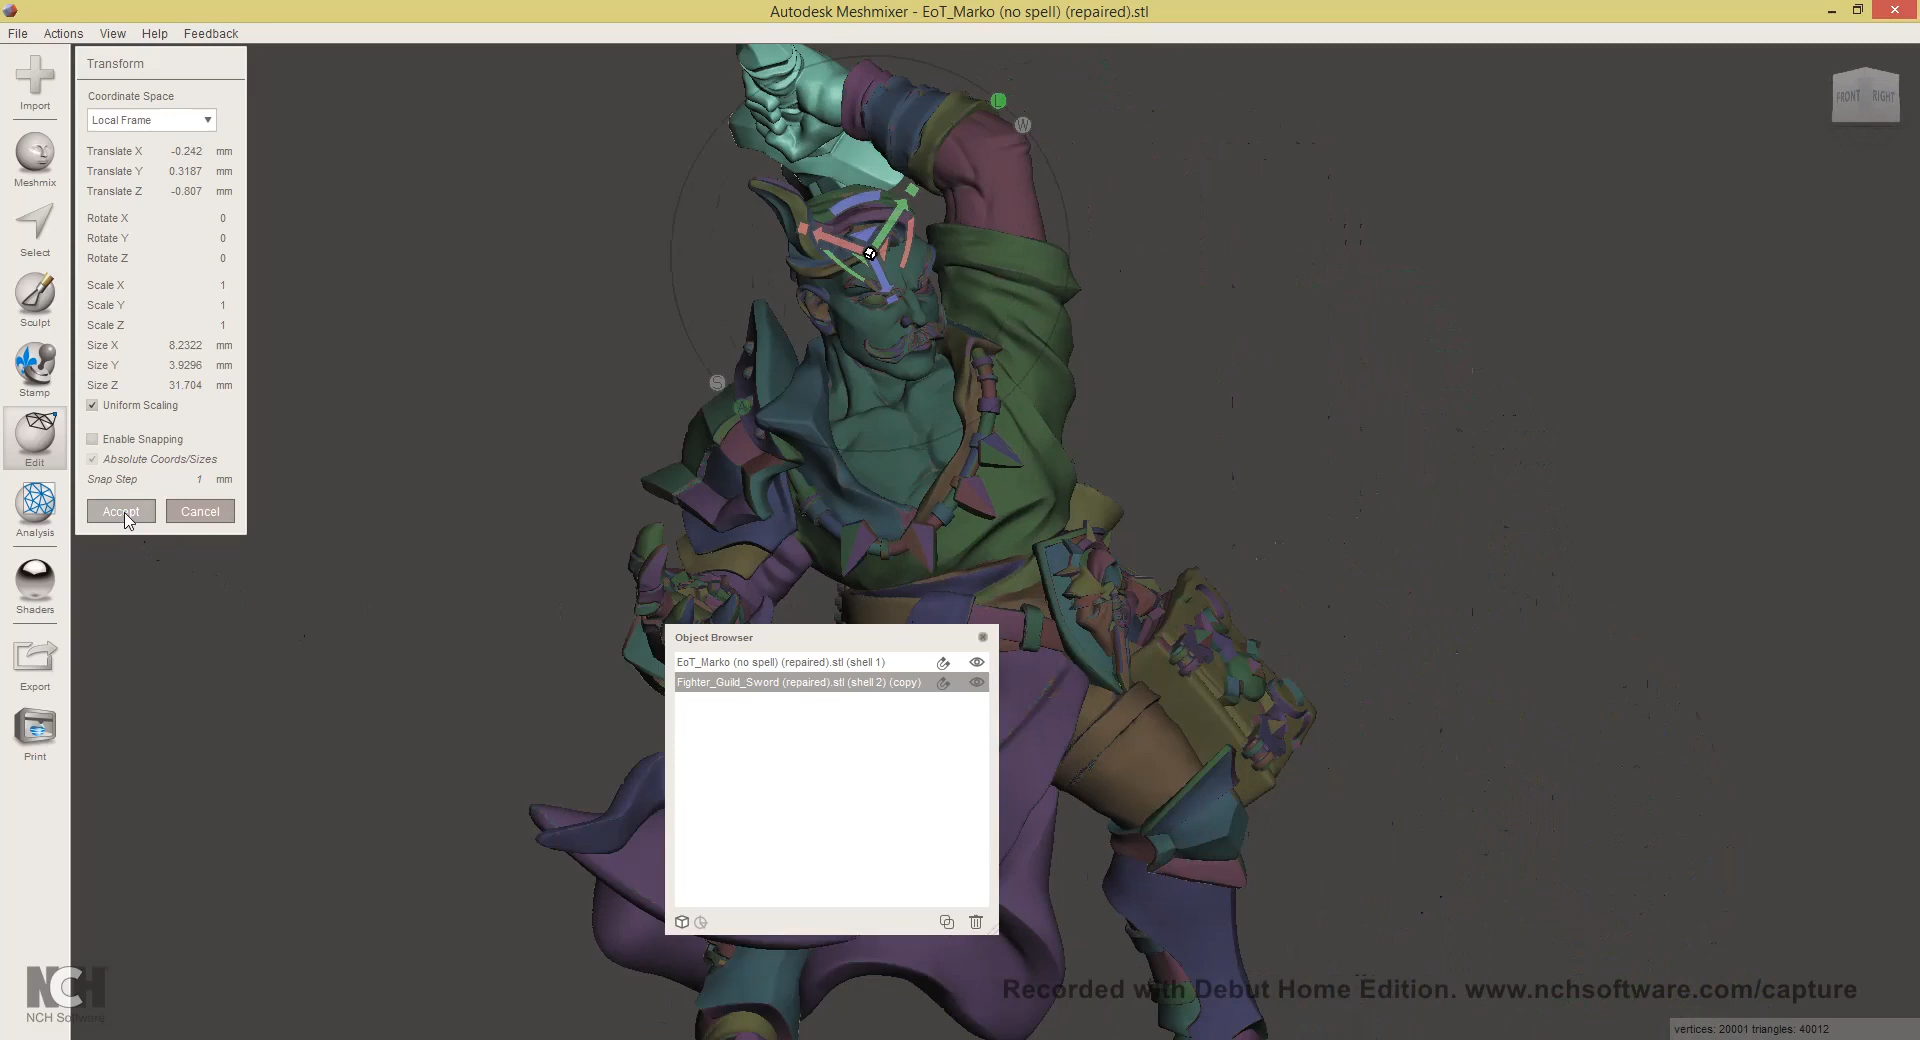 Autodesk Meshmixer - EoT_Marko (no spell) (repaired).stl
File Actions View Help Feedback
Import
Meshmix
Select
Sculpt
Stamp
Edit
Analysis
Shaders
Export
Print
Transform
Coordinate Space
Local Frame
Translate X -0.242 mm
Translate Y 0.3187 mm
Translate Z -0.807 mm
Rotate X 0
Rotate Y 0
Rotate Z 0
Scale X 1
Scale Y 1
Scale Z 1
Size X 8.2322 mm
Size Y 3.9296 mm
Size Z 31.704 mm
Uniform Scaling
Enable Snapping
Absolute Coords/Sizes
Snap Step 1 mm
Accept Cancel
L
W
S
A
FRONT RIGHT
Object Browser
EoT_Marko (no spell) (repaired).stl (shell 1)
Fighter_Guild_Sword (repaired).stl (shell 2) (copy)
NCH
NCH Software
Recorded with Debut Home Edition. www.nchsoftware.com/capture
vertices: 20001 triangles: 40012